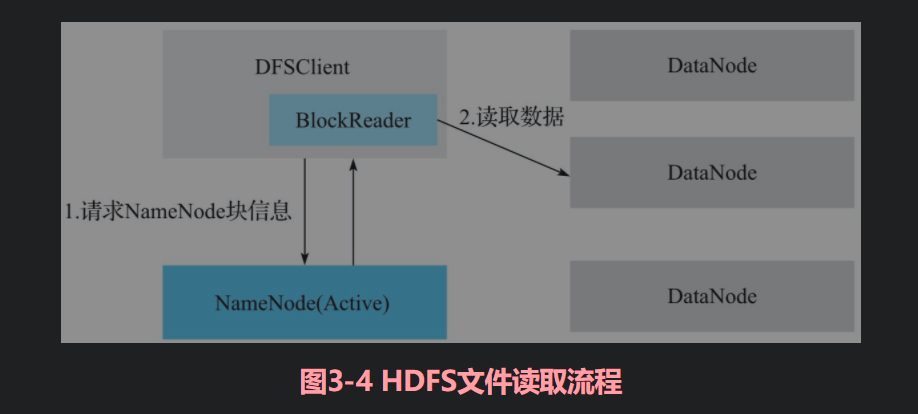 DFSClient
BlockReader
2.读取数据
DataNode
DataNode
DataNode
1.请求NameNode块信息
NameNode(Active)
图3-4 HDFS文件读取流程